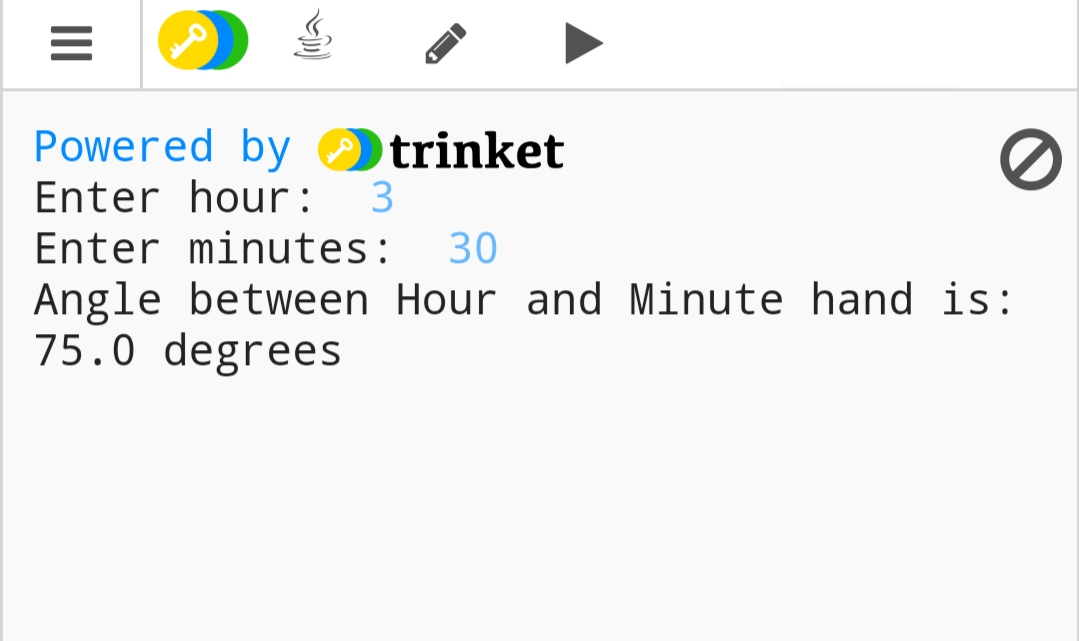 Powered by trinket
Enter hour:  3
Enter minutes:  30
Angle between Hour and Minute hand is:
75.0 degrees